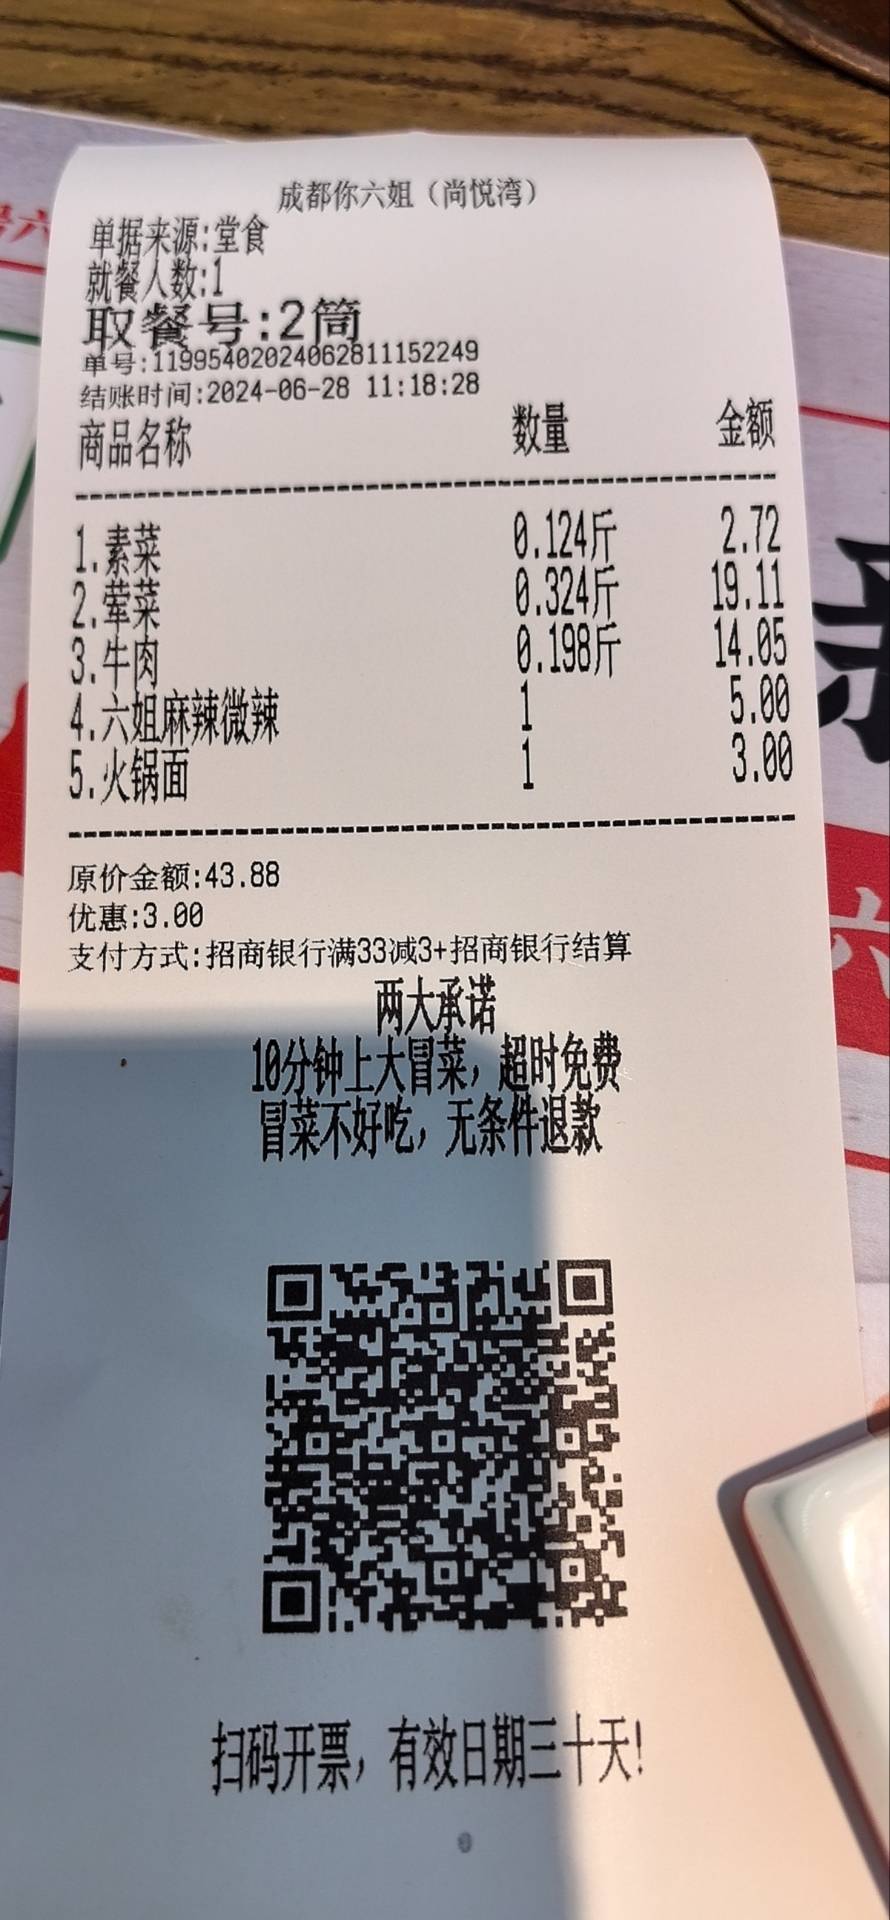 成都你六姐（尚悦湾）
单据来源:堂食
就餐人数:1
取餐号:2筒
单号:11995402024062811152249
结账时间:2024-06-28 11:18:28
商品名称 数量 金额
1.素菜 0.124斤 2.72
2.荤菜 0.324斤 19.11
3.牛肉 0.198斤 14.05
4.六姐麻辣微辣 1 5.00
5.火锅面 1 3.00
原价金额:43.88
优惠:3.00
支付方式:招商银行满33减3+招商银行结算
两大承诺
10分钟上大冒菜，超时免费
冒菜不好吃，无条件退款
扫码开票，有效日期三十天!